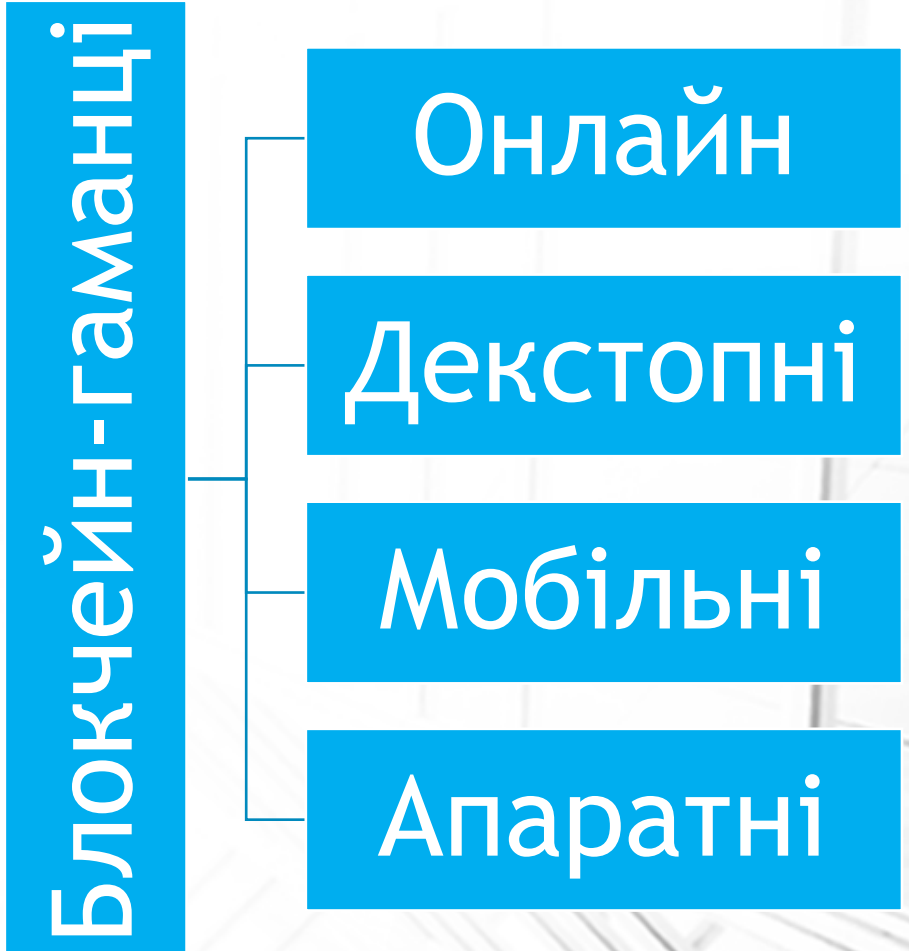 Блокчейн-гаманці
Онлайн
Декстопні
Мобільні
Апаратні